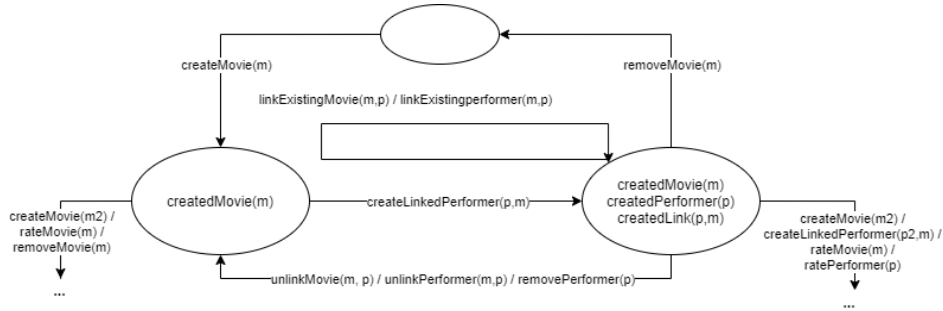 createMovie(m)
removeMovie(m)
linkExistingMovie(m,p) / linkExistingperformer(m,p)
createdMovie(m)
createLinkedPerformer(p,m)
createdMovie(m)
createdPerformer(p)
createdLink(p,m)
createMovie(m2) /
rateMovie(m) /
removeMovie(m)
...
createMovie(m2) /
createLinkedPerformer(p2,m) /
rateMovie(m) /
ratePerformer(p)
...
unlinkMovie(m, p) / unlinkPerformer(m,p) / removePerformer(p)